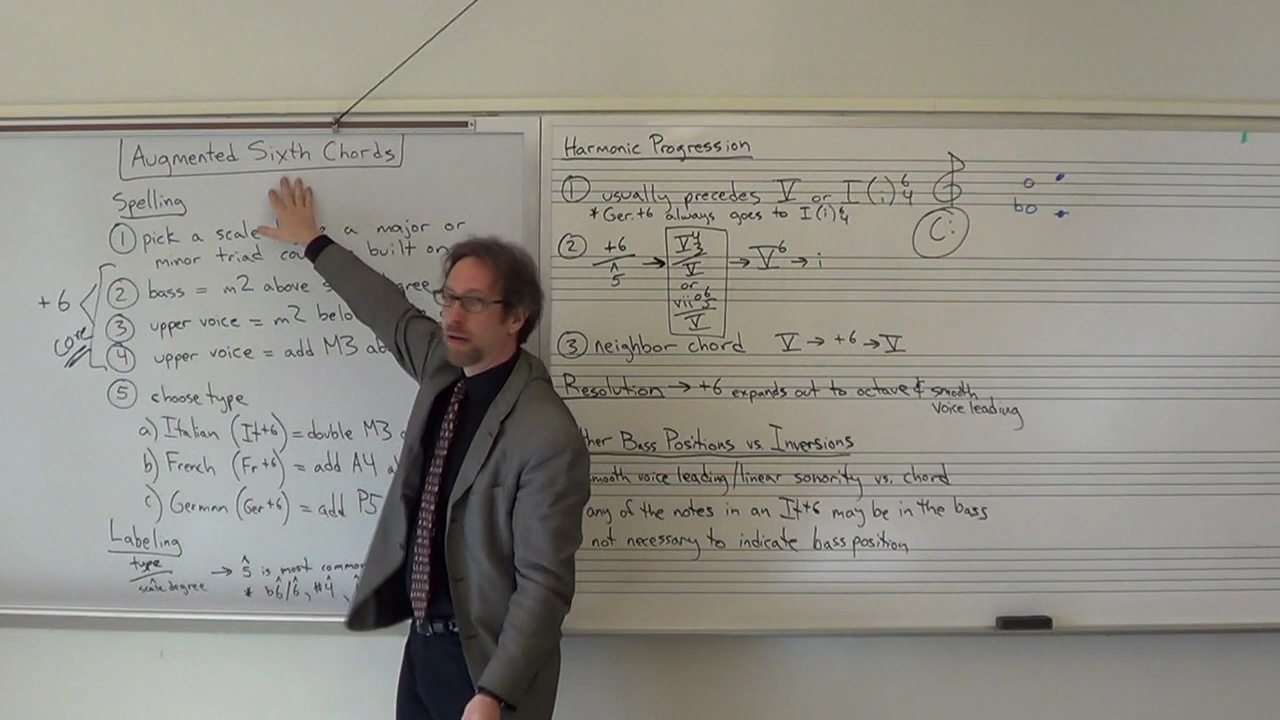 Augmented Sixth Chords
Spelling
① pick a scale a major or
minor triad built on
+6
core
② bass = m2 above
③ upper voice = m2
④ upper voice = add M3
⑤ choose type
a) Italian (It+6) = double M3
b) French (Fr+6) = add A4
c) German (Ger+6) = add P5
Labeling
type
scale degree
→ 5̂ is most
* b6̂/6̂, #4̂,
Harmonic Progression
① usually precedes V or I(i)6/4
*Ger.+6 always goes to I(i)6/4
② +6/5̂ → V4/3/V or viio6/5/V → V6 → i
C:
③ neighbor chord V → +6 → V
Resolution → +6 expands out to octave & smooth
voice leading
Bass Positions vs. Inversions
voice leading/linear sonority vs. chord
any of the notes in an It+6 may be in the bass
not necessary to indicate bass position